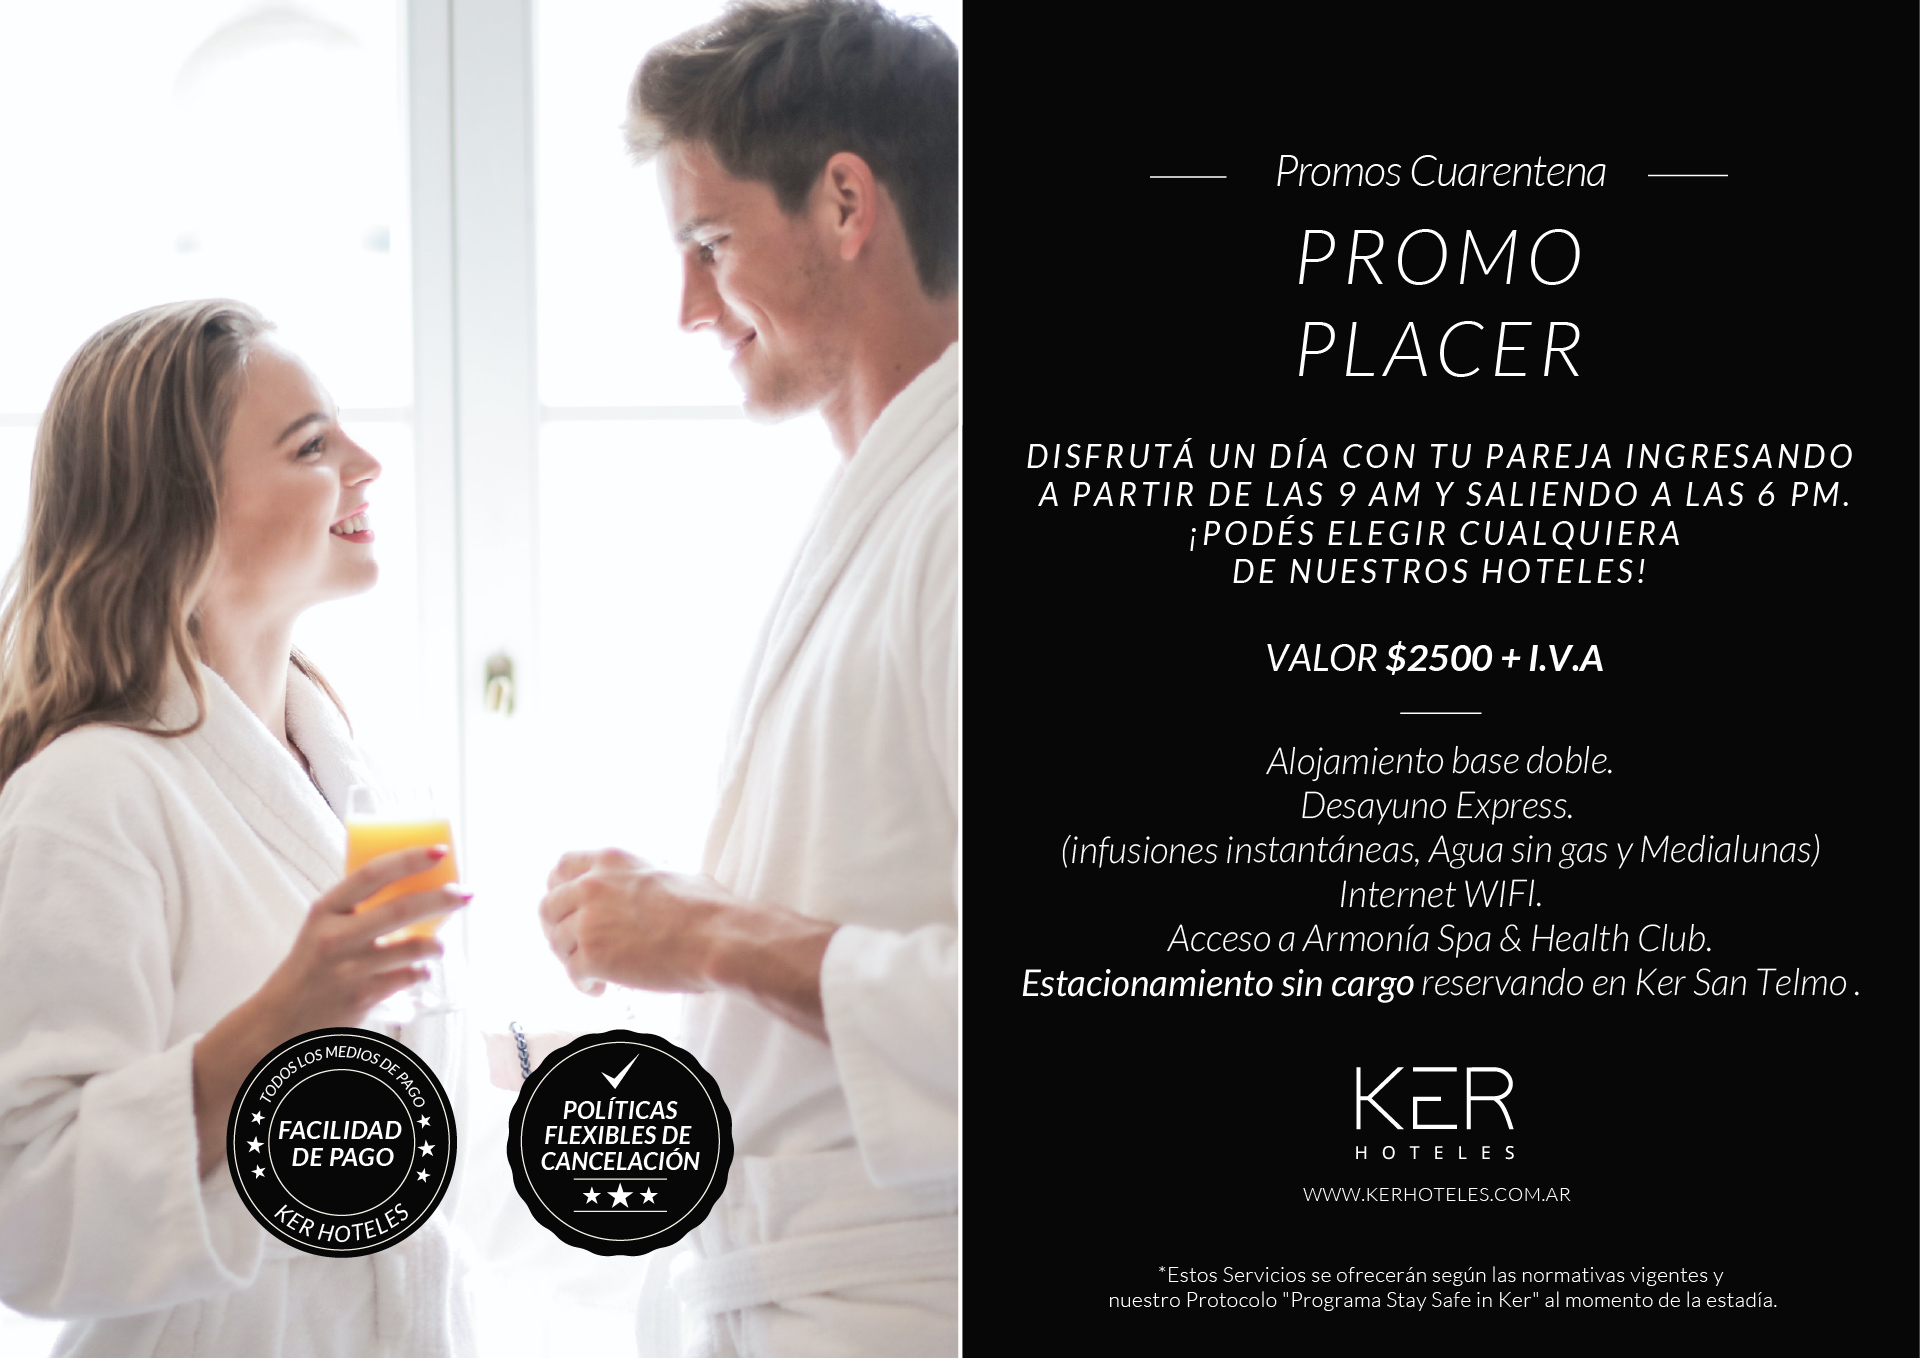 Promos Cuarentena
PROMO
PLACER
DISFRUTÁ UN DÍA CON TU PAREJA INGRESANDO
A PARTIR DE LAS 9 AM Y SALIENDO A LAS 6 PM.
¡PODÉS ELEGIR CUALQUIERA
DE NUESTROS HOTELES!
VALOR $2500 + I.V.A
Alojamiento base doble.
Desayuno Express.
(infusiones instantáneas, Agua sin gas y Medialunas)
Internet WIFI.
Acceso a Armonía Spa & Health Club.
Estacionamiento sin cargo reservando en Ker San Telmo .
KER
HOTELES
WWW.KERHOTELES.COM.AR
*Estos Servicios se ofrecerán según las normativas vigentes y
nuestro Protocolo "Programa Stay Safe in Ker" al momento de la estadía.
TODOS LOS MEDIOS DE PAGO
FACILIDAD
DE PAGO
KER HOTELES
POLÍTICAS
FLEXIBLES DE
CANCELACIÓN